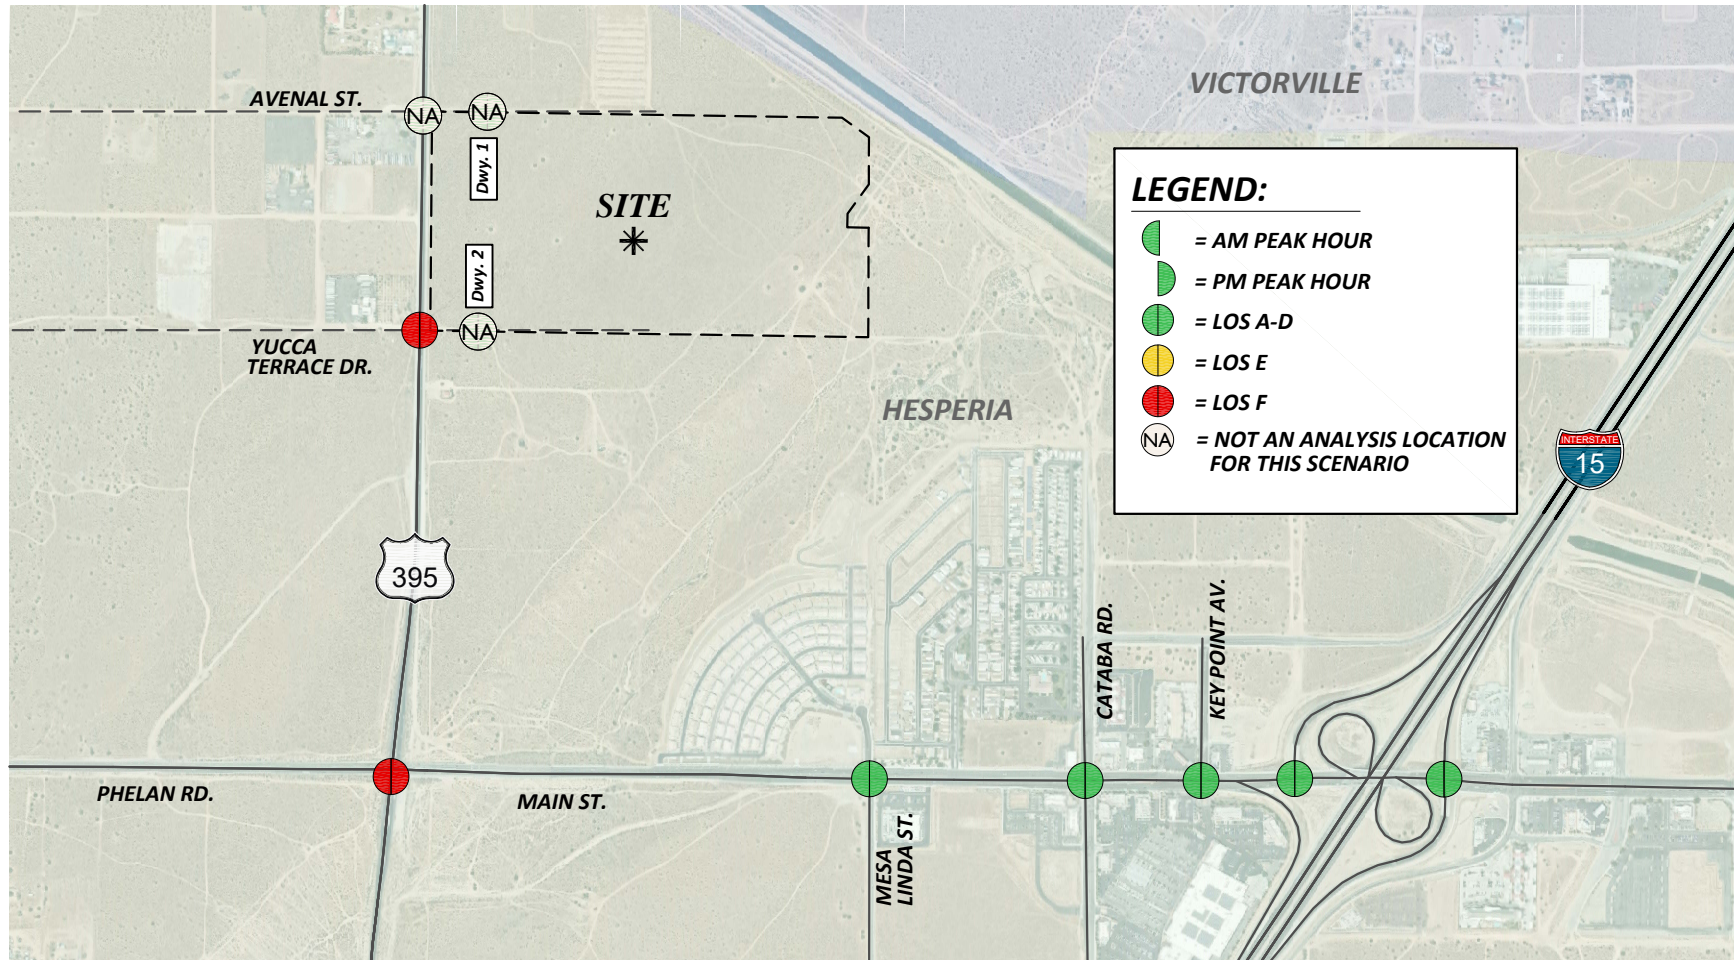 VICTORVILLE
AVENAL ST.
NA
NA
Dwy. 1
SITE
Dwy. 2
NA
YUCCA
TERRACE DR.
HESPERIA
LEGEND:
= AM PEAK HOUR
= PM PEAK HOUR
= LOS A-D
= LOS E
= LOS F
NA = NOT AN ANALYSIS LOCATION
FOR THIS SCENARIO
INTERSTATE
15
395
CATABA RD.
KEY POINT AV.
PHELAN RD.
MAIN ST.
MESA
LINDA ST.